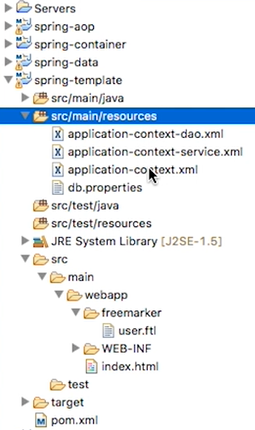 Servers
spring-aop
spring-container
spring-data
spring-template
src/main/java
src/main/resources
application-context-dao.xml
application-context-service.xml
application-context.xml
db.properties
src/test/java
src/test/resources
JRE System Library [J2SE-1.5]
src
main
webapp
freemarker
user.ftl
WEB-INF
index.html
test
target
pom.xml